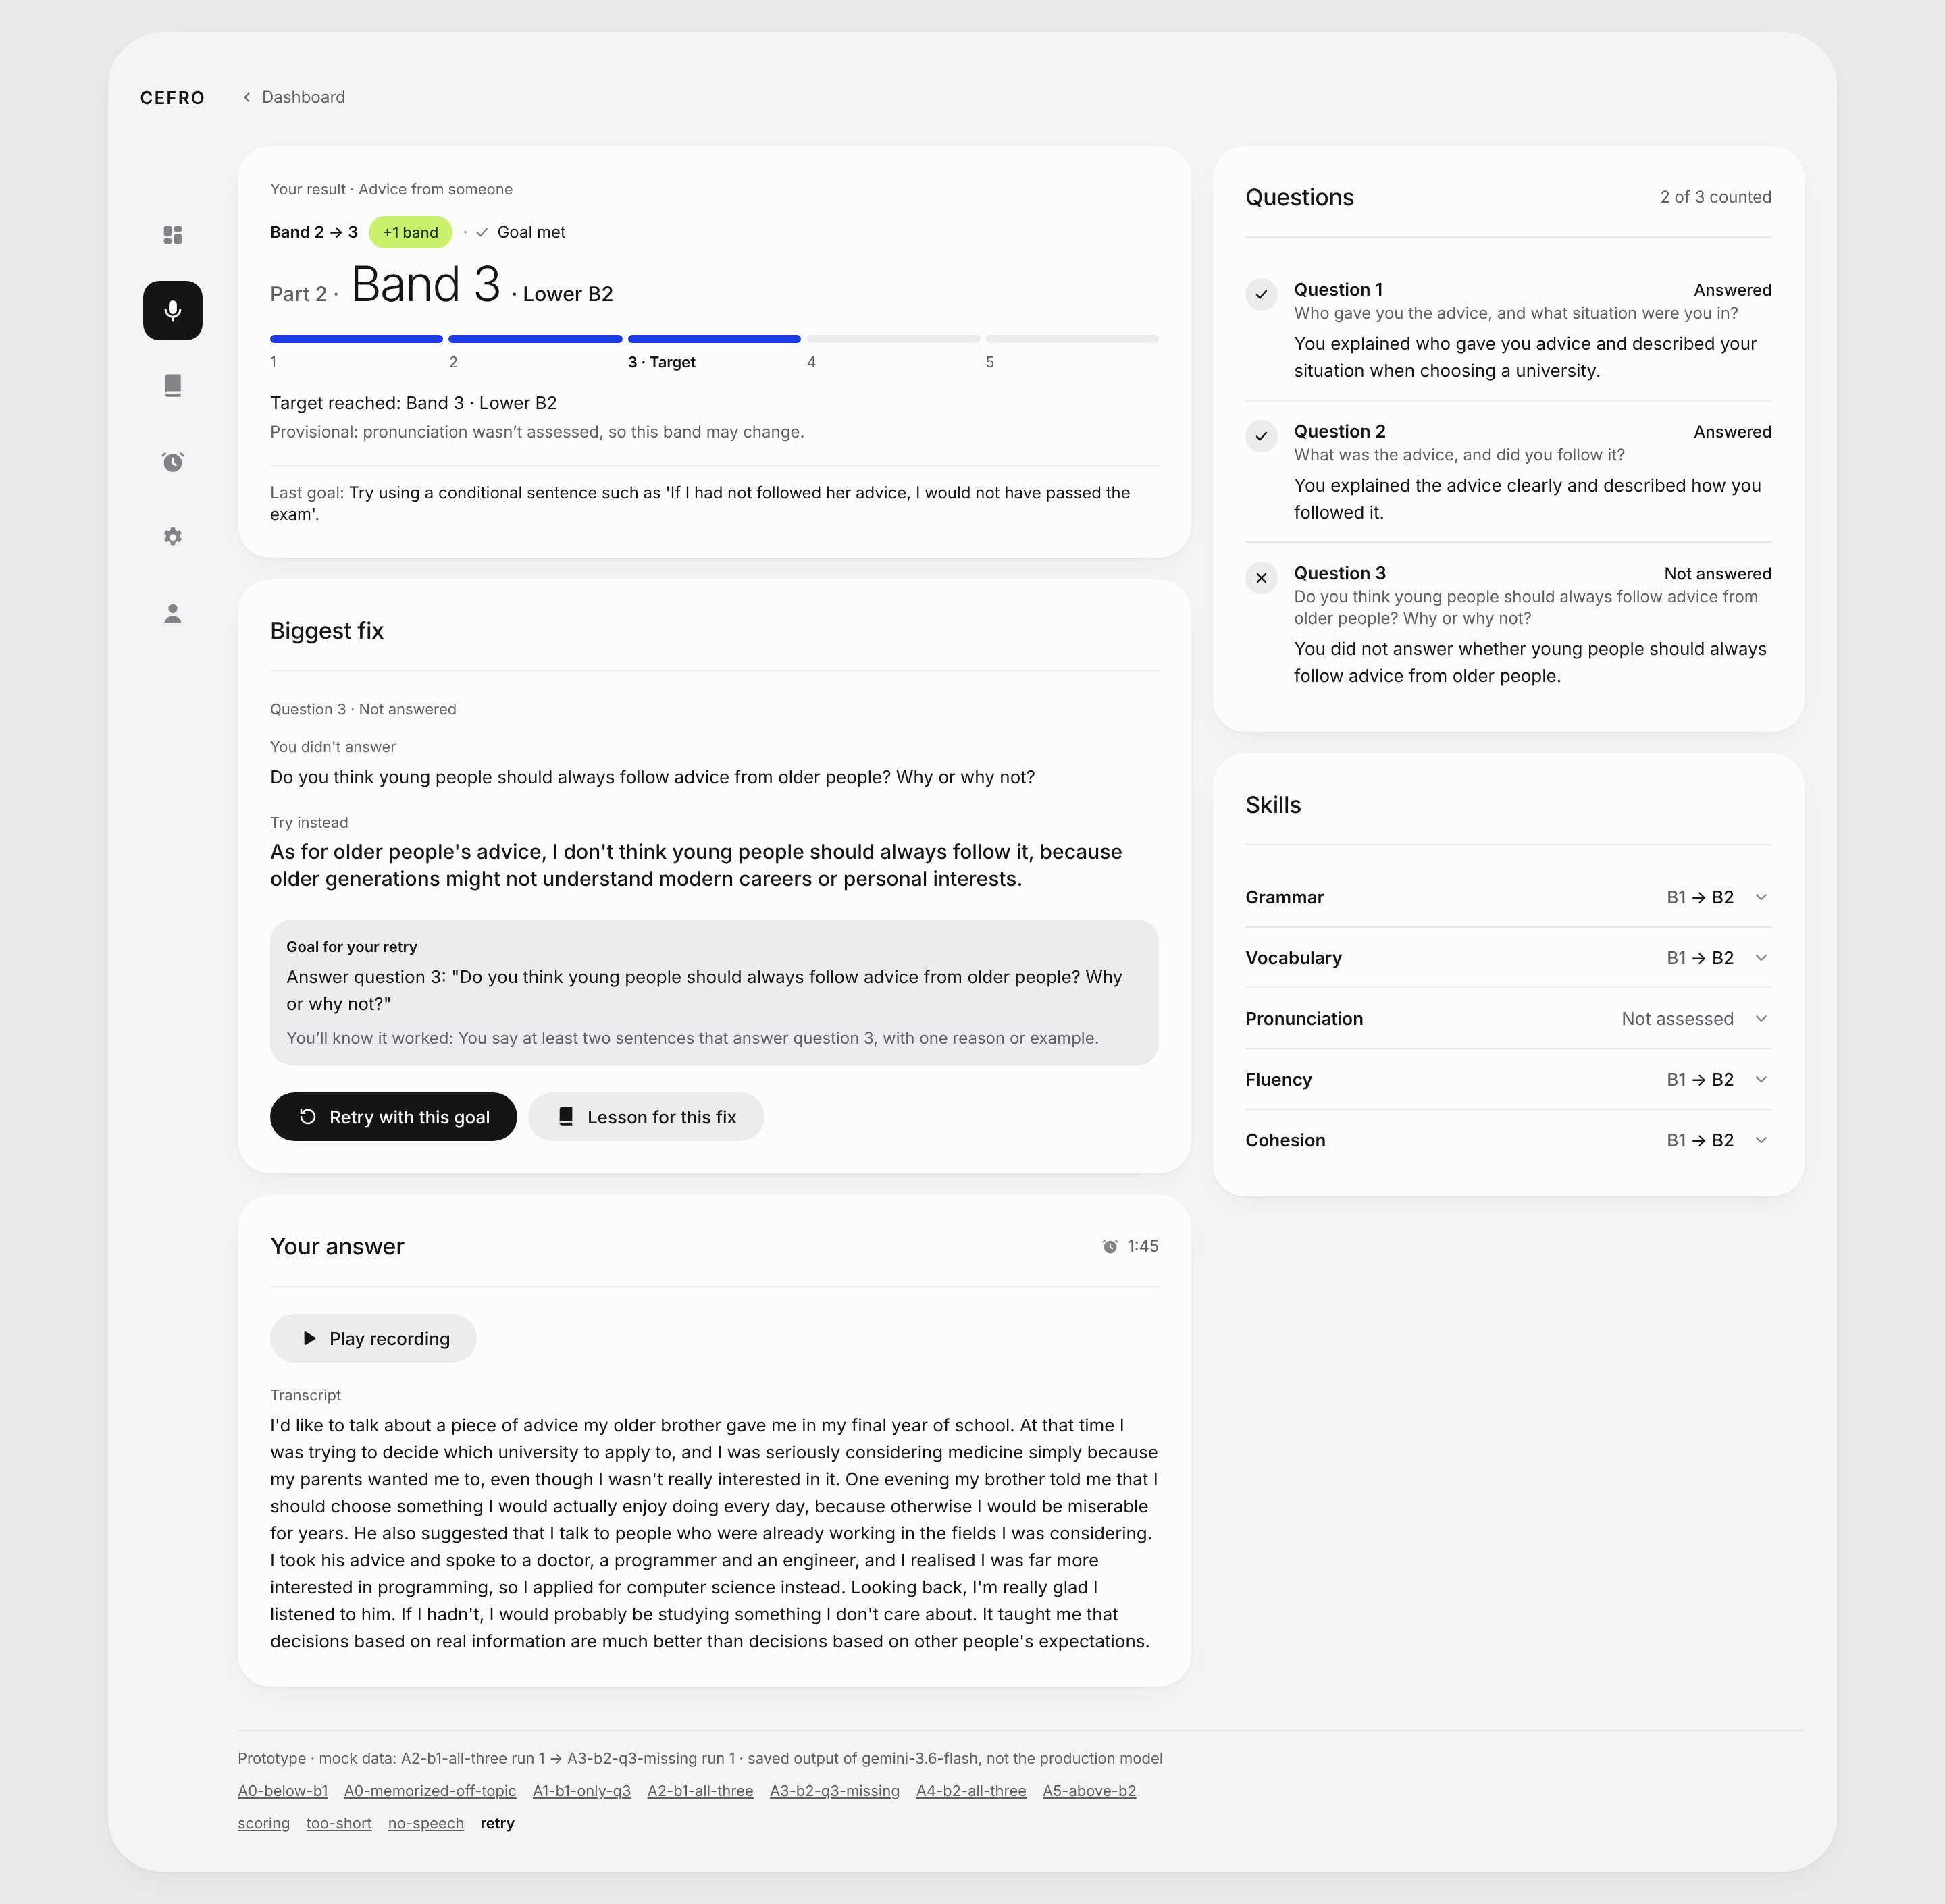 CEFRO
Dashboard
Your result · Advice from someone
Band 2 → 3 +1 band · Goal met
Part 2 · Band 3 · Lower B2
1 2 3 · Target 4 5
Target reached: Band 3 · Lower B2
Provisional: pronunciation wasn’t assessed, so this band may change.
Last goal: Try using a conditional sentence such as 'If I had not followed her advice, I would not have passed the
exam'.
Biggest fix
Question 3 · Not answered
You didn't answer
Do you think young people should always follow advice from older people? Why or why not?
Try instead
As for older people's advice, I don't think young people should always follow it, because
older generations might not understand modern careers or personal interests.
Goal for your retry
Answer question 3: "Do you think young people should always follow advice from older people? Why
or why not?"
You’ll know it worked: You say at least two sentences that answer question 3, with one reason or example.
Retry with this goal
Lesson for this fix
Your answer
1:45
Play recording
Transcript
I'd like to talk about a piece of advice my older brother gave me in my final year of school. At that time I
was trying to decide which university to apply to, and I was seriously considering medicine simply because
my parents wanted me to, even though I wasn't really interested in it. One evening my brother told me that I
should choose something I would actually enjoy doing every day, because otherwise I would be miserable
for years. He also suggested that I talk to people who were already working in the fields I was considering.
I took his advice and spoke to a doctor, a programmer and an engineer, and I realised I was far more
interested in programming, so I applied for computer science instead. Looking back, I'm really glad I
listened to him. If I hadn't, I would probably be studying something I don't care about. It taught me that
decisions based on real information are much better than decisions based on other people's expectations.
Questions
2 of 3 counted
Question 1 Answered
Who gave you the advice, and what situation were you in?
You explained who gave you advice and described your
situation when choosing a university.
Question 2 Answered
What was the advice, and did you follow it?
You explained the advice clearly and described how you
followed it.
Question 3 Not answered
Do you think young people should always follow advice from
older people? Why or why not?
You did not answer whether young people should always
follow advice from older people.
Skills
Grammar B1 → B2
Vocabulary B1 → B2
Pronunciation Not assessed
Fluency B1 → B2
Cohesion B1 → B2
Prototype · mock data: A2-b1-all-three run 1 → A3-b2-q3-missing run 1 · saved output of gemini-3.6-flash, not the production model
A0-below-b1 A0-memorized-off-topic A1-b1-only-q3 A2-b1-all-three A3-b2-q3-missing A4-b2-all-three A5-above-b2
scoring too-short no-speech retry